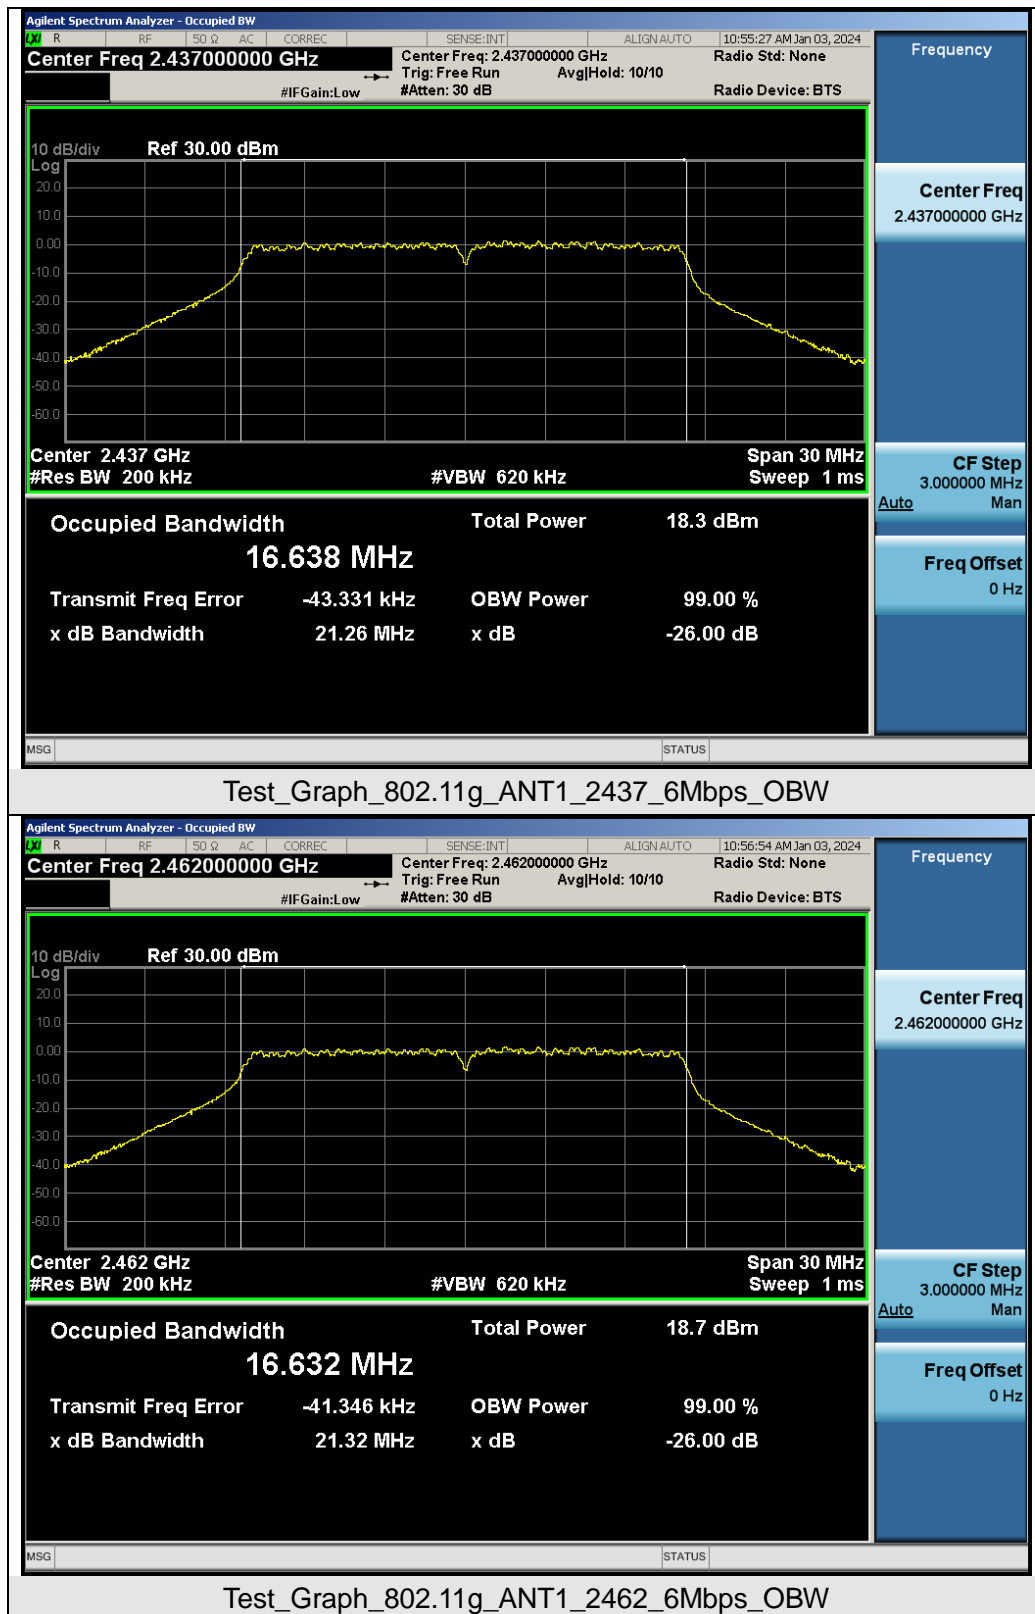 Agilent Spectrum Analyzer - Occupied BW
LXI R RF 50 Ω AC CORREC SENSE:INT ALIGN AUTO 10:55:27 AM Jan 03, 2024
Center Freq 2.437000000 GHz Center Freq: 2.437000000 GHz Radio Std: None Frequency
Trig: Free Run Avg|Hold: 10/10
#IFGain:Low #Atten: 30 dB Radio Device: BTS
10 dB/div Ref 30.00 dBm
Log
20.0
10.0
0.00
-10.0
-20.0
-30.0
-40.0
-50.0
-60.0
Center Freq
2.437000000 GHz
Center 2.437 GHz Span 30 MHz
#Res BW 200 kHz #VBW 620 kHz Sweep 1 ms
CF Step
3.000000 MHz
Auto Man
Freq Offset
0 Hz
Occupied Bandwidth Total Power 18.3 dBm
16.638 MHz
Transmit Freq Error -43.331 kHz OBW Power 99.00 %
x dB Bandwidth 21.26 MHz x dB -26.00 dB
MSG STATUS
Test_Graph_802.11g_ANT1_2437_6Mbps_OBW
Agilent Spectrum Analyzer - Occupied BW
LXI R RF 50 Ω AC CORREC SENSE:INT ALIGN AUTO 10:56:54 AM Jan 03, 2024
Center Freq 2.462000000 GHz Center Freq: 2.462000000 GHz Radio Std: None Frequency
Trig: Free Run Avg|Hold: 10/10
#IFGain:Low #Atten: 30 dB Radio Device: BTS
10 dB/div Ref 30.00 dBm
Log
20.0
10.0
0.00
-10.0
-20.0
-30.0
-40.0
-50.0
-60.0
Center Freq
2.462000000 GHz
Center 2.462 GHz Span 30 MHz
#Res BW 200 kHz #VBW 620 kHz Sweep 1 ms
CF Step
3.000000 MHz
Auto Man
Freq Offset
0 Hz
Occupied Bandwidth Total Power 18.7 dBm
16.632 MHz
Transmit Freq Error -41.346 kHz OBW Power 99.00 %
x dB Bandwidth 21.32 MHz x dB -26.00 dB
MSG STATUS
Test_Graph_802.11g_ANT1_2462_6Mbps_OBW